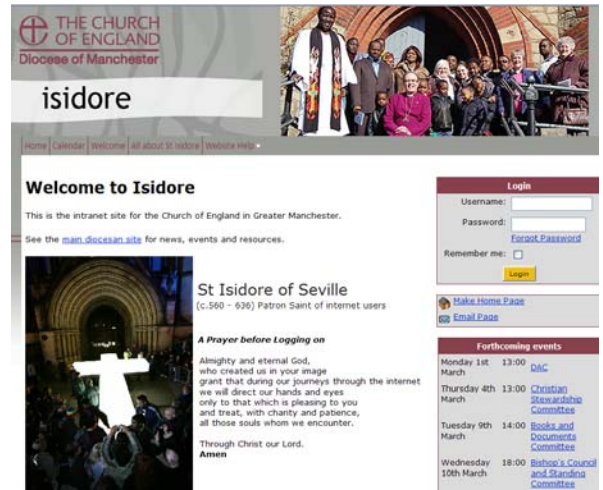 THE CHURCH
OF ENGLAND
Diocese of Manchester
isidore
Home Calendar Welcome All about St Isidore Website Help
Welcome to Isidore
This is the intranet site for the Church of England in Greater Manchester.
See the main diocesan site for news, events and resources.
St Isidore of Seville
(c.560 - 636) Patron Saint of internet users
A Prayer before Logging on
Almighty and eternal God,
who created us in your image
grant that during our journeys through the internet
we will direct our hands and eyes
only to that which is pleasing to you
and treat, with charity and patience,
all those souls whom we encounter.
Through Christ our Lord.
Amen
Login
Username:
Password:
Forgot Password
Remember me:
Login
Make Home Page
Email Page
Forthcoming events
Monday 1st March 13:00 DAC
Thursday 4th March 13:00 Christian Stewardship Committee
Tuesday 9th March 14:00 Books and Documents Committee
Wednesday 10th March 18:00 Bishop's Council and Standing Committee